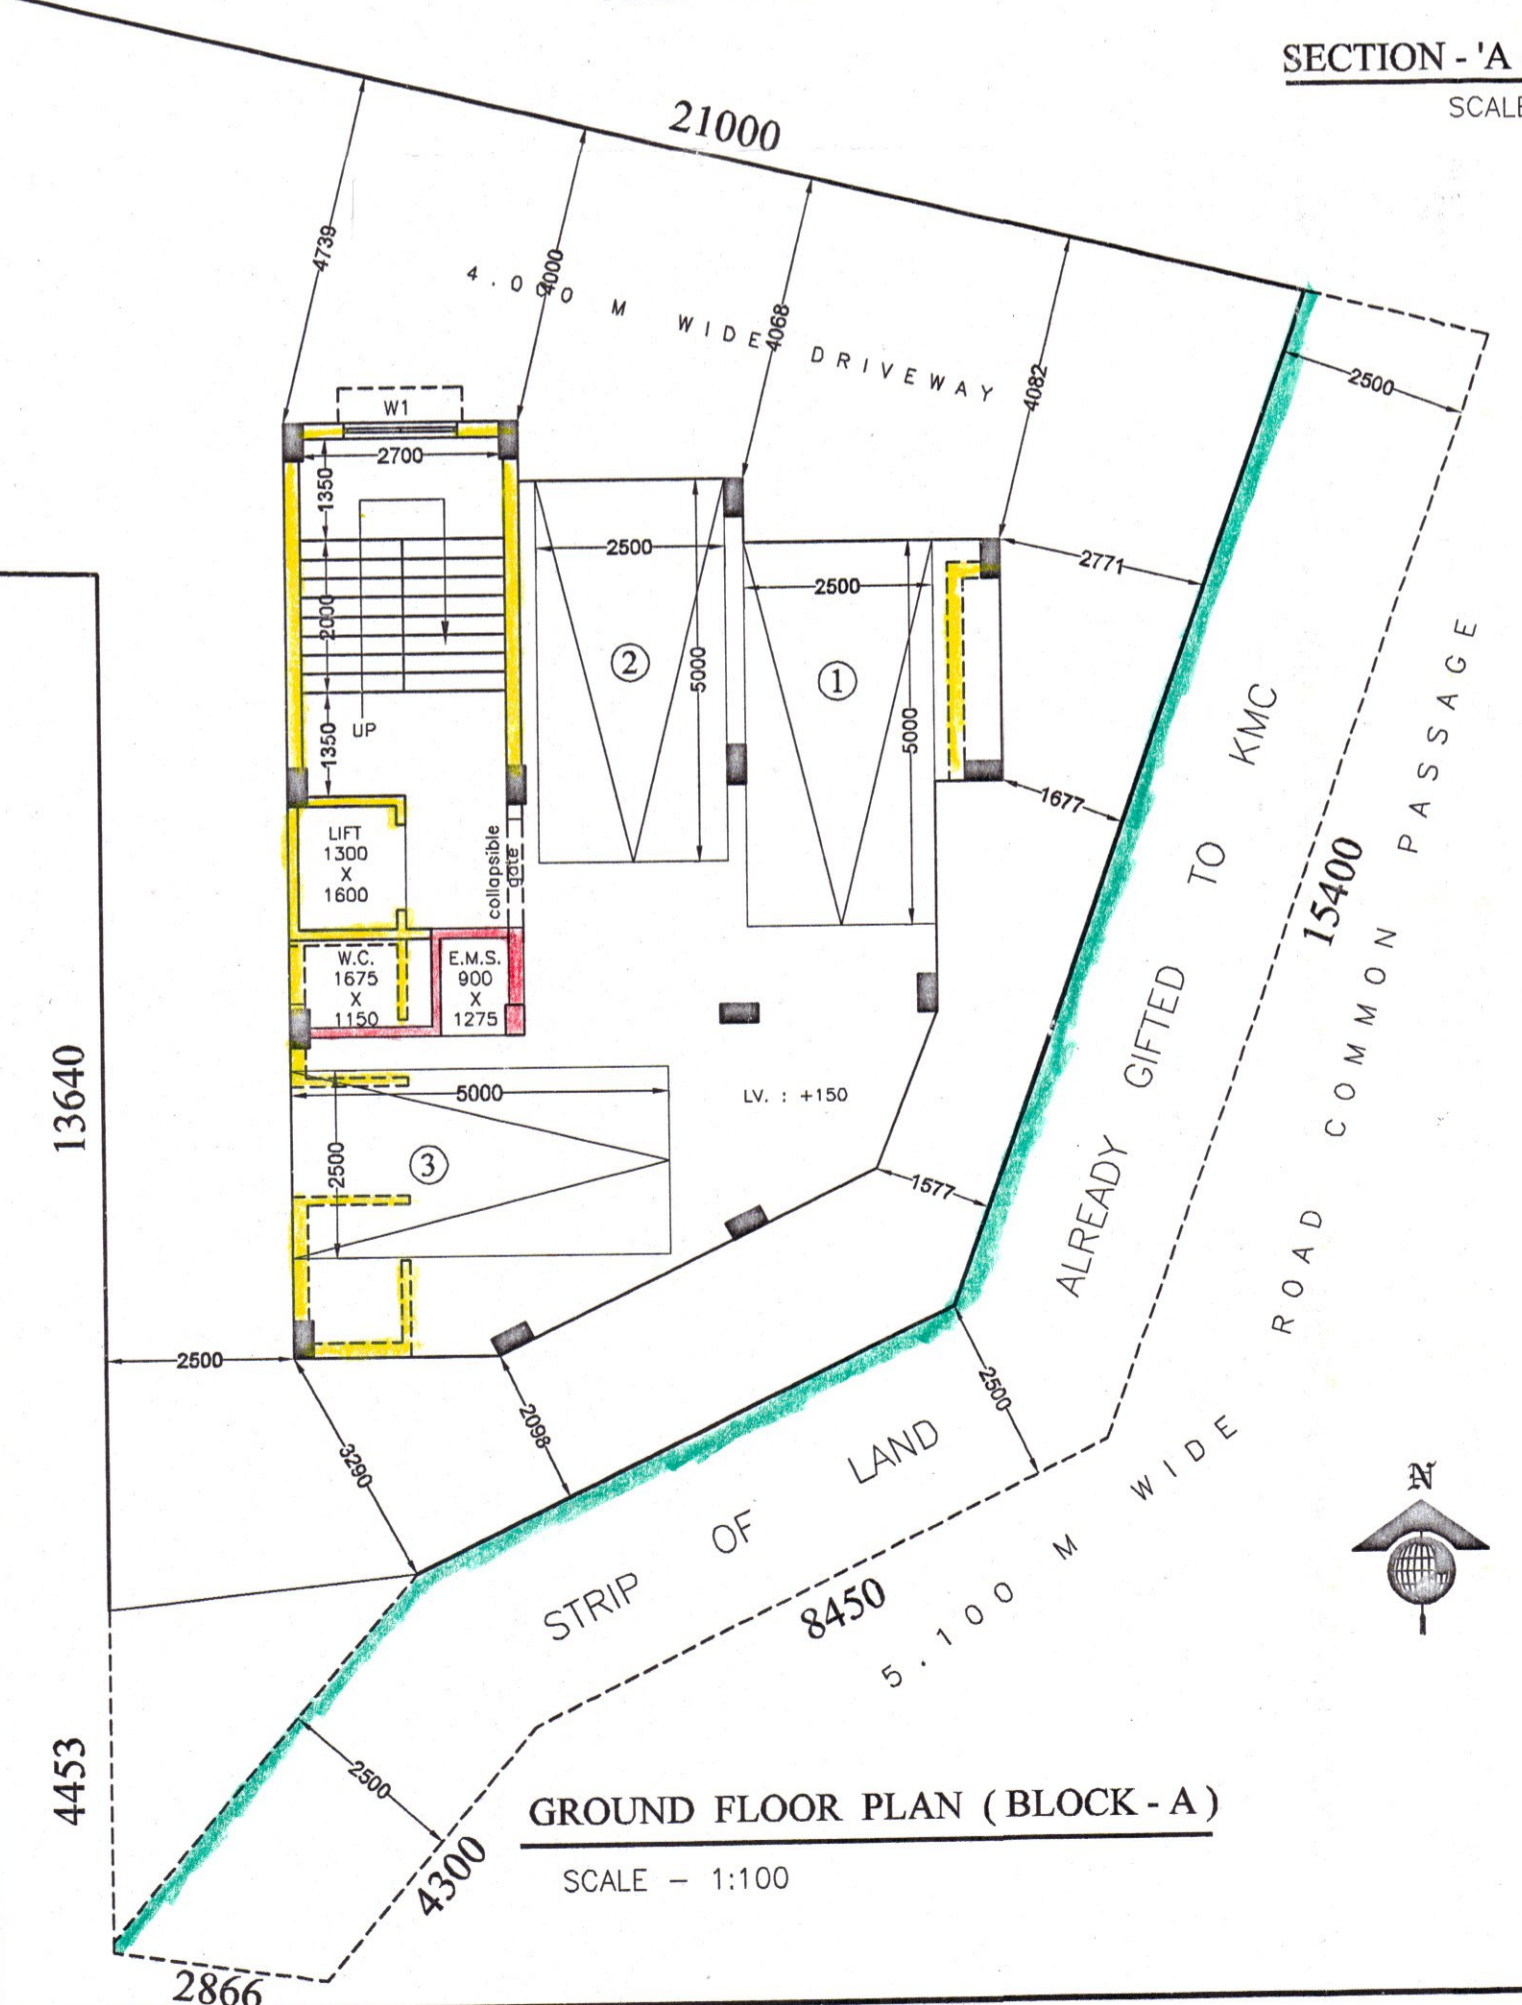 SECTION - 'A
SCALE
21000
4739
4000
4.000 M WIDE DRIVEWAY
4068
4082
2500
W1
2700
1350
2000
1350
UP
2500
5000
2
2500
5000
1
2771
1677
LIFT
1300
X
1600
collapsible
gate
W.C.
1675
X
1150
E.M.S.
900
X
1275
13640
5000
2500
3
LV. : +150
1577
2500
3290
2098
2500
15400
STRIP OF LAND ALREADY GIFTED TO KMC
5.100 M WIDE ROAD COMMON PASSAGE
8450
N
4453
2500
4300
2866
GROUND FLOOR PLAN ( BLOCK - A )
SCALE - 1:100